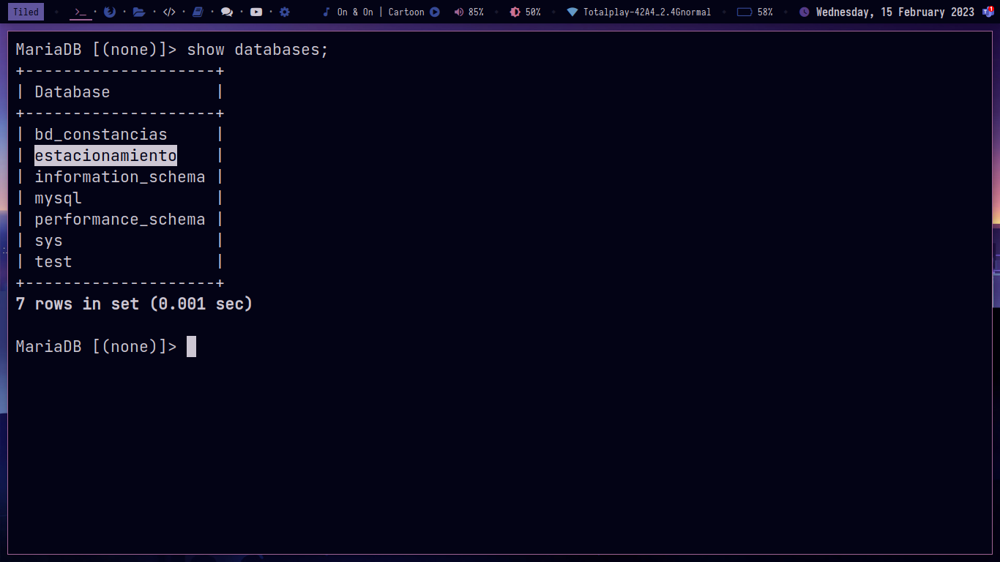 Tiled >_ </> On & On | Cartoon 85% 50% Totalplay-42A4_2.4Gnormal 58% Wednesday, 15 February 2023 1
MariaDB [(none)]> show databases;
+--------------------+
| Database           |
+--------------------+
| bd_constancias     |
| estacionamiento    |
| information_schema |
| mysql              |
| performance_schema |
| sys                |
| test               |
+--------------------+
7 rows in set (0.001 sec)
MariaDB [(none)]>